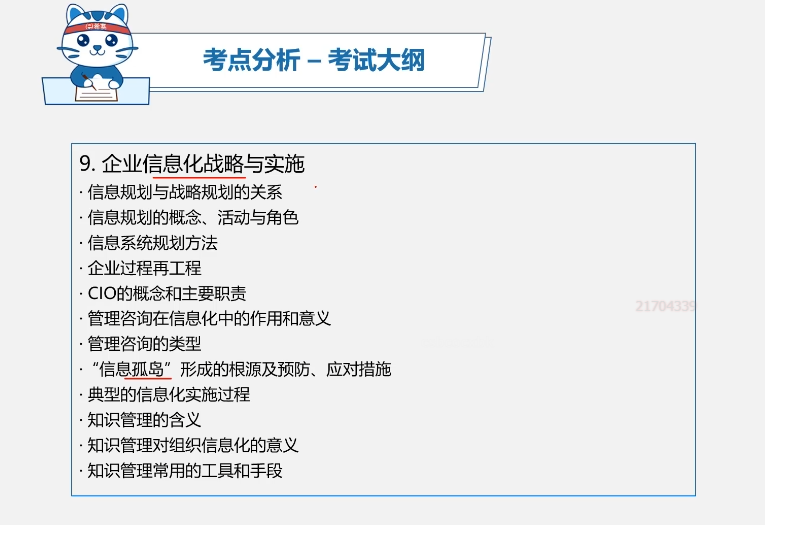 考点分析 – 考试大纲
9. 企业信息化战略与实施
· 信息规划与战略规划的关系
· 信息规划的概念、活动与角色
· 信息系统规划方法
· 企业过程再工程
· CIO的概念和主要职责
21704339
· 管理咨询在信息化中的作用和意义
· 管理咨询的类型
· “信息孤岛”形成的根源及预防、应对措施
· 典型的信息化实施过程
· 知识管理的含义
· 知识管理对组织信息化的意义
· 知识管理常用的工具和手段